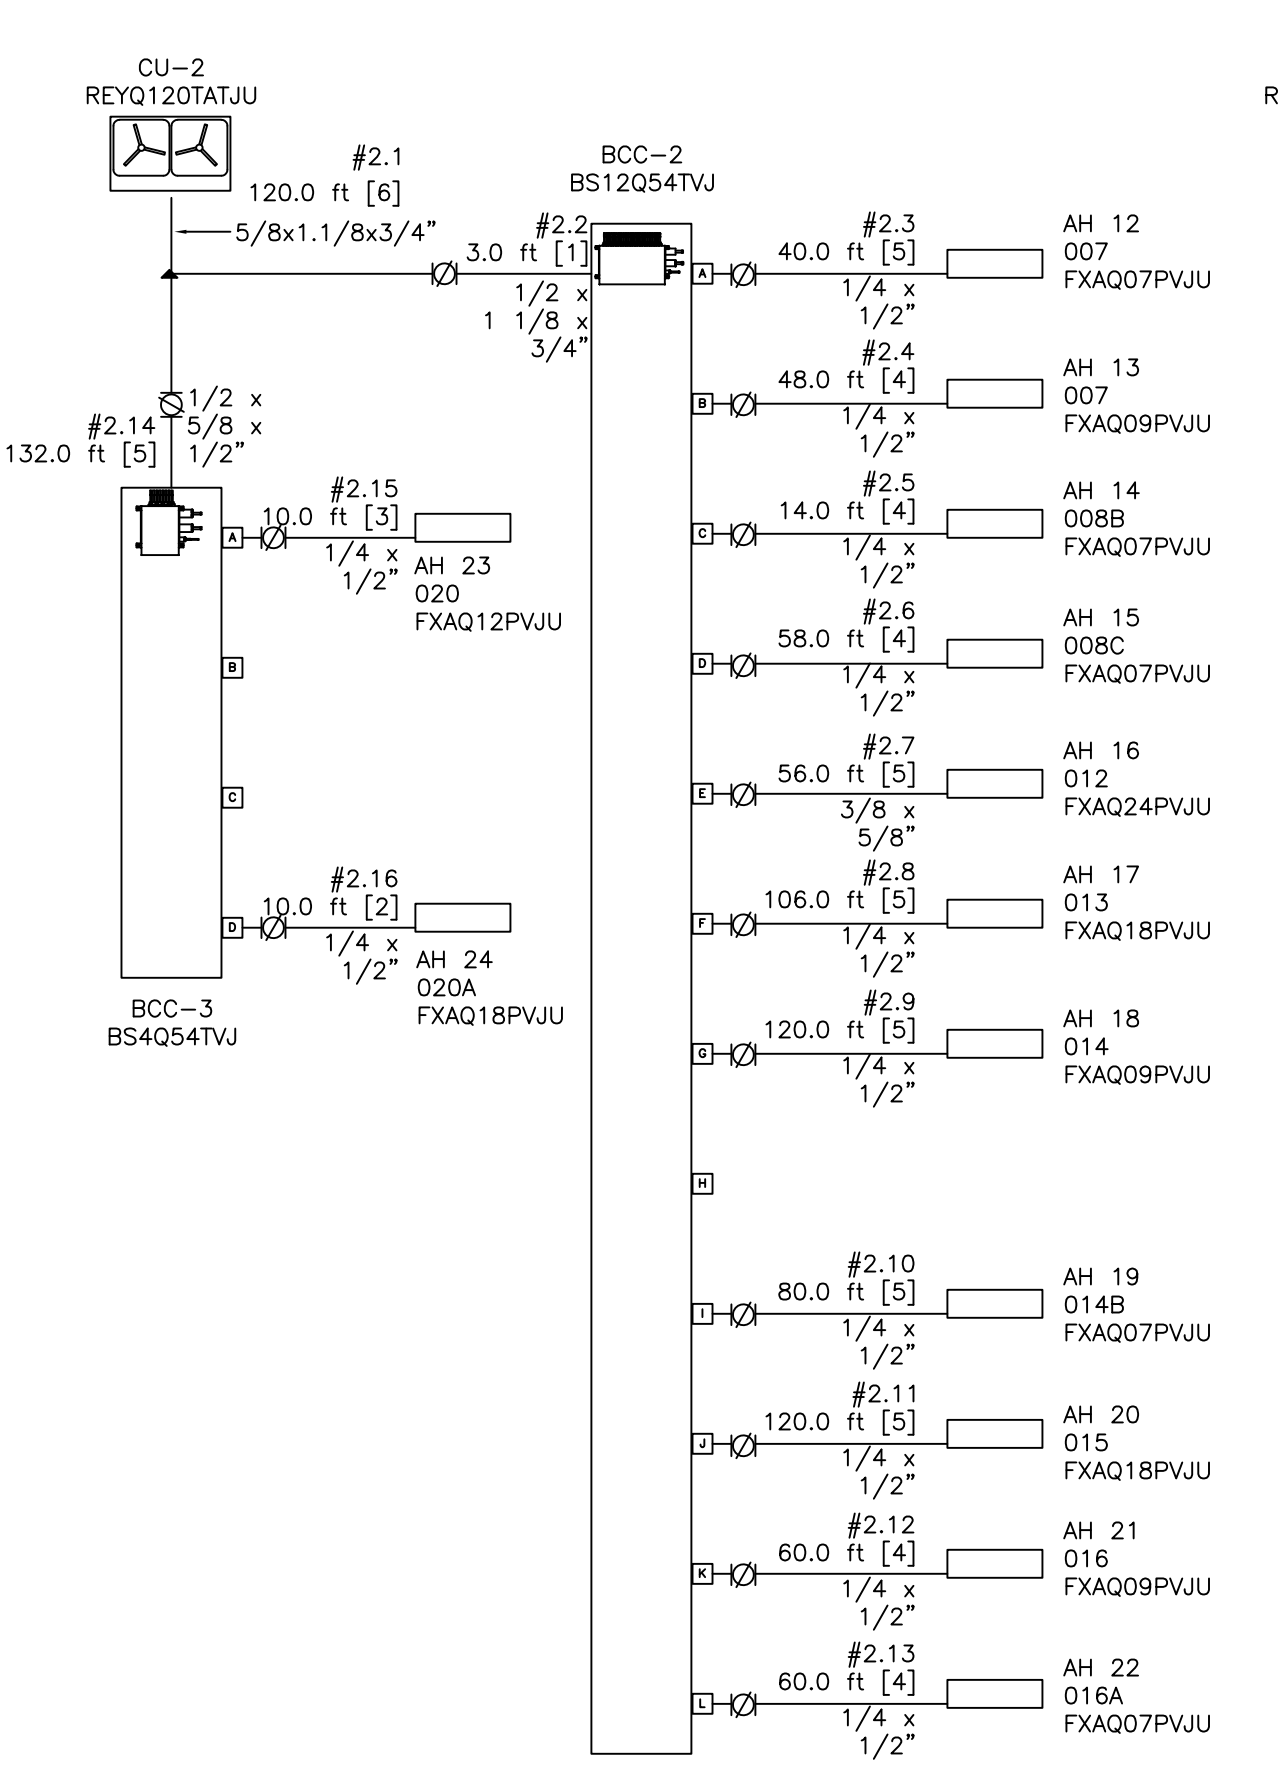 CU-2
REYQ120TATJU
R
#2.1
120.0 ft [6]
5/8x1.1/8x3/4"
BCC-2
BS12Q54TVJ
#2.2
3.0 ft [1]
1/2 x
1 1/8 x
3/4"
A
#2.3
40.0 ft [5]
1/4 x
1/2"
AH 12
007
FXAQ07PVJU
B
#2.4
48.0 ft [4]
1/4 x
1/2"
AH 13
007
FXAQ09PVJU
1/2 x
5/8 x
1/2"
#2.14
132.0 ft [5]
C
#2.5
14.0 ft [4]
1/4 x
1/2"
AH 14
008B
FXAQ07PVJU
A
#2.15
10.0 ft [3]
1/4 x
1/2"
AH 23
020
FXAQ12PVJU
D
#2.6
58.0 ft [4]
1/4 x
1/2"
AH 15
008C
FXAQ07PVJU
B
E
#2.7
56.0 ft [5]
3/8 x
5/8"
AH 16
012
FXAQ24PVJU
C
F
#2.8
106.0 ft [5]
1/4 x
1/2"
AH 17
013
FXAQ18PVJU
D
#2.16
10.0 ft [2]
1/4 x
1/2"
AH 24
020A
FXAQ18PVJU
BCC-3
BS4Q54TVJ
G
#2.9
120.0 ft [5]
1/4 x
1/2"
AH 18
014
FXAQ09PVJU
H
I
#2.10
80.0 ft [5]
1/4 x
1/2"
AH 19
014B
FXAQ07PVJU
J
#2.11
120.0 ft [5]
1/4 x
1/2"
AH 20
015
FXAQ18PVJU
K
#2.12
60.0 ft [4]
1/4 x
1/2"
AH 21
016
FXAQ09PVJU
L
#2.13
60.0 ft [4]
1/4 x
1/2"
AH 22
016A
FXAQ07PVJU